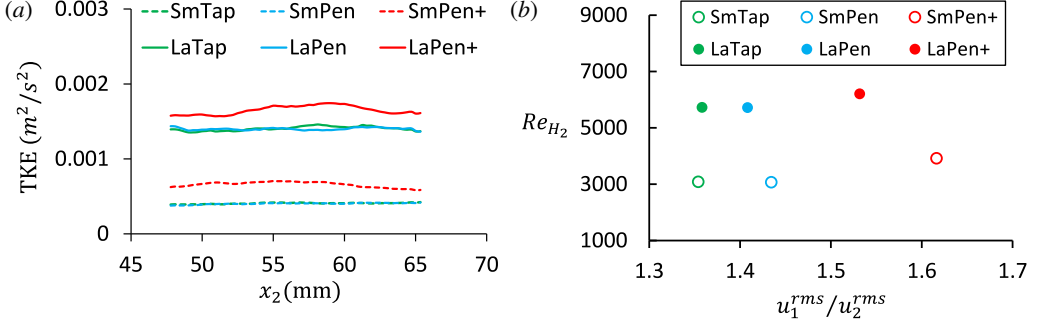 (a)
0.003
0.002
0.001
0
TKE (m²/s²)
SmTap SmPen SmPen+
LaTap LaPen LaPen+
45 50 55 60 65 70
x₂(mm)
(b)
9000
7000
5000
3000
1000
Re_{H₂}
SmTap SmPen SmPen+
LaTap LaPen LaPen+
1.3 1.4 1.5 1.6 1.7
u₁^{rms}/u₂^{rms}